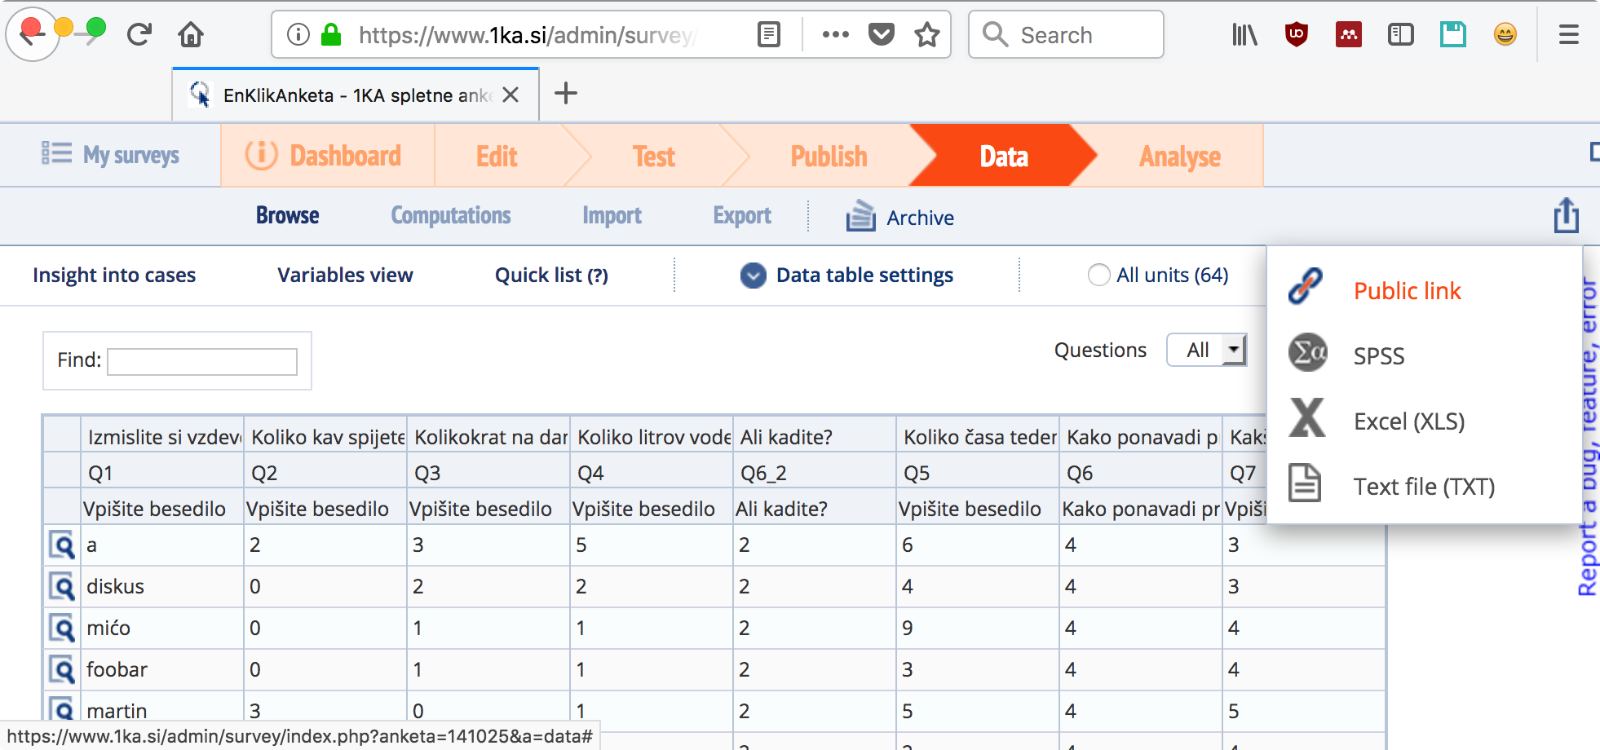 https://www.1ka.si/admin/survey/
Search
EnKlikAnketa - 1KA spletne anke
My surveys
Dashboard
Edit
Test
Publish
Data
Analyse
Browse
Computations
Import
Export
Archive
Insight into cases
Variables view
Quick list (?)
Data table settings
All units (64)
Public link
SPSS
Excel (XLS)
Text file (TXT)
Report a bug, feature, error
Find:
Questions All
Izmislite si vzdev Koliko kav spijete Kolikokrat na dan Koliko litrov vode Ali kadite? Koliko časa teden Kako ponavadi p Kakš
Q1 Q2 Q3 Q4 Q6_2 Q5 Q6 Q7
Vpišite besedilo Vpišite besedilo Vpišite besedilo Vpišite besedilo Ali kadite? Vpišite besedilo Kako ponavadi pr Vpiši
a 2 3 5 2 6 4 3
diskus 0 2 2 2 4 4 3
mićo 0 1 1 2 9 4 4
foobar 0 1 1 2 3 4 4
martin 3 0 1 2 5 4 5
https://www.1ka.si/admin/survey/index.php?anketa=141025&a=data#